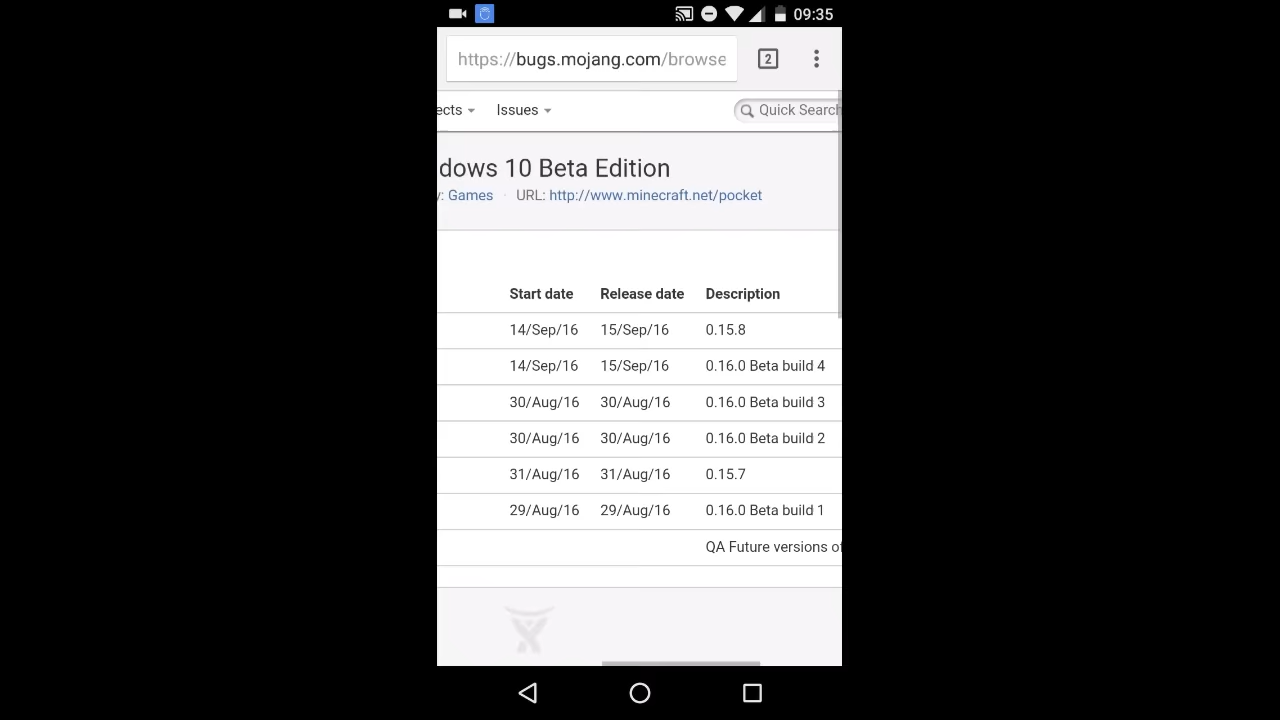 09:35
https://bugs.mojang.com/browse
2
ects Issues Quick Search
dows 10 Beta Edition
y: Games · URL: http://www.minecraft.net/pocket
Start date Release date Description
14/Sep/16 15/Sep/16 0.15.8
14/Sep/16 15/Sep/16 0.16.0 Beta build 4
30/Aug/16 30/Aug/16 0.16.0 Beta build 3
30/Aug/16 30/Aug/16 0.16.0 Beta build 2
31/Aug/16 31/Aug/16 0.15.7
29/Aug/16 29/Aug/16 0.16.0 Beta build 1
QA Future versions of